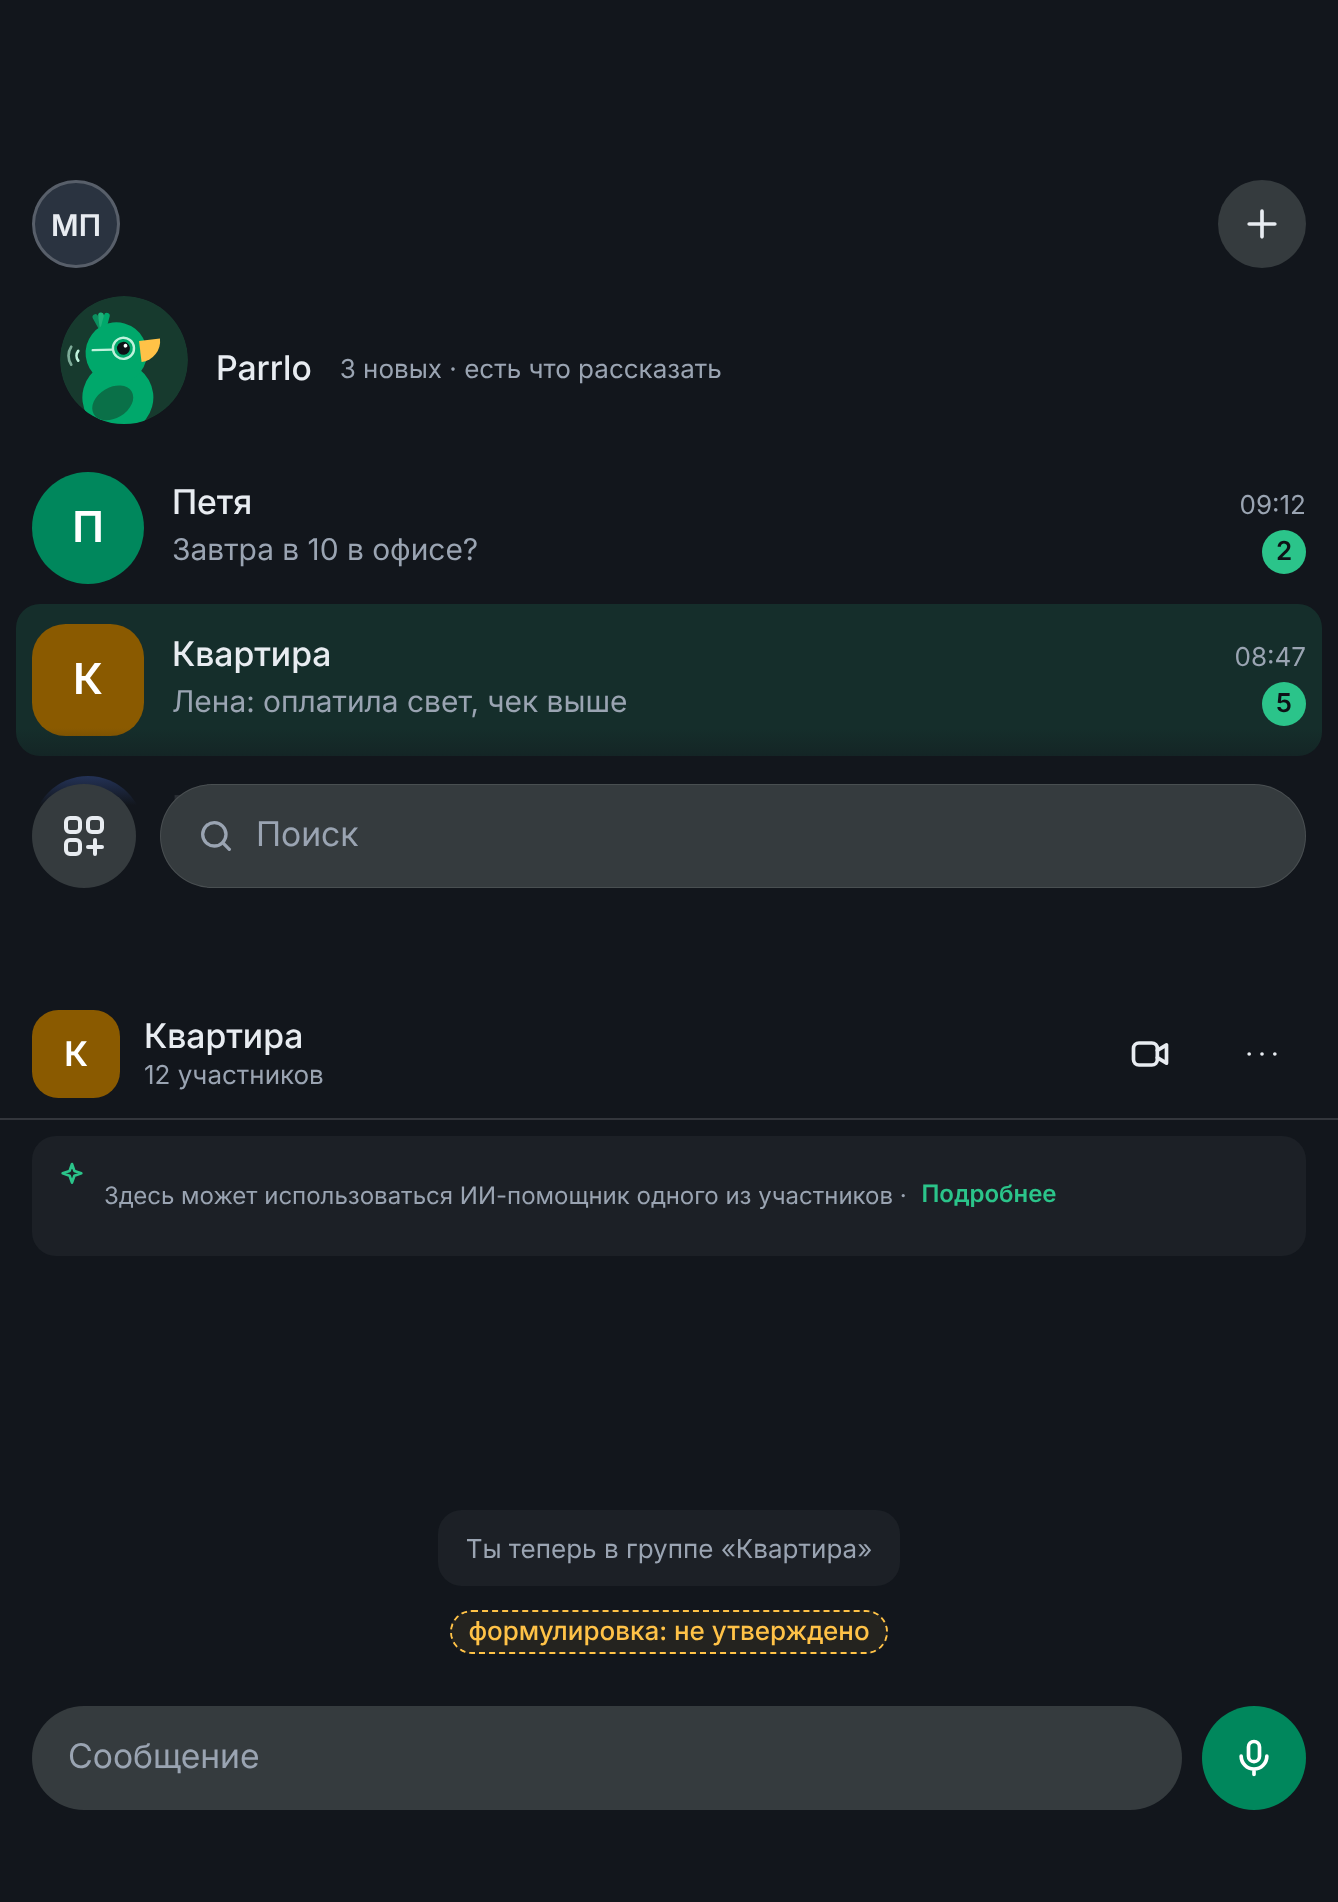 МП
Parrlo 3 новых · есть что рассказать
П
Петя
09:12
Завтра в 10 в офисе?
2
К
Квартира
08:47
Лена: оплатила свет, чек выше
5
Поиск
К
Квартира
12 участников
Здесь может использоваться ИИ-помощник одного из участников · Подробнее
Ты теперь в группе «Квартира»
формулировка: не утверждено
Сообщение